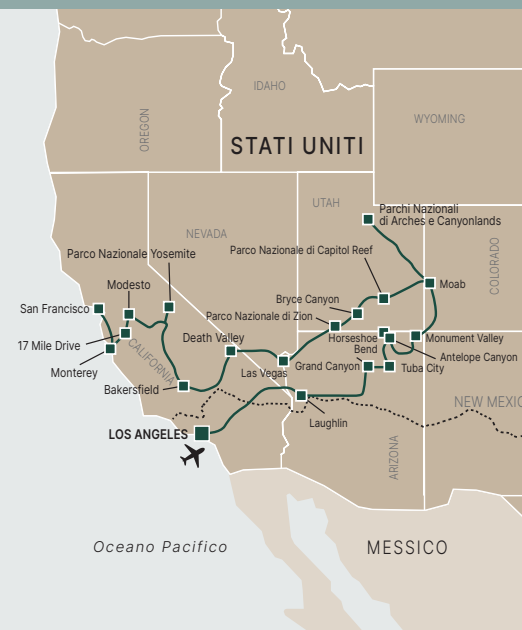 IDAHO
OREGON
WYOMING
STATI UNITI
UTAH
Parchi Nazionali
di Arches e Canyonlands
NEVADA
COLORADO
Parco Nazionale Yosemite
Parco Nazionale di Capitol Reef
Modesto
Moab
San Francisco
Bryce Canyon
Parco Nazionale di Zion
17 Mile Drive
Death Valley
Horseshoe
Bend
Monument Valley
Antelope Canyon
Monterey
CALIFORNIA
Las Vegas
Grand Canyon
Tuba City
Bakersfield
NEW MEXIC
Laughlin
LOS ANGELES
ARIZONA
Oceano Pacifico
MESSICO